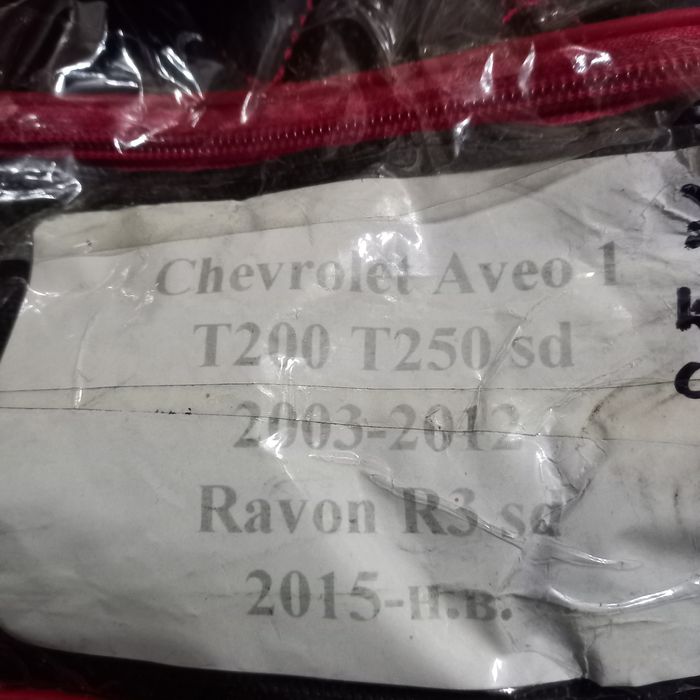 Chevrolet Aveo 1
T200 T250 sd
2003-2012
Ravon R3 sd
2015-н.в.